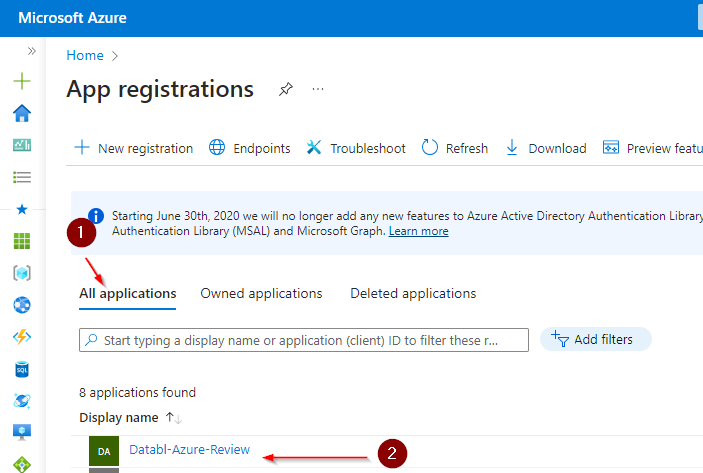 Microsoft Azure
Home
App registrations
New registration
Endpoints
Troubleshoot
Refresh
Download
Preview featu
Starting June 30th, 2020 we will no longer add any new features to Azure Active Directory Authentication Library
Authentication Library (MSAL) and Microsoft Graph. Learn more
1
All applications
Owned applications
Deleted applications
Start typing a display name or application (client) ID to filter these r...
Add filters
8 applications found
Display name
DA
Databl-Azure-Review
2
SQL